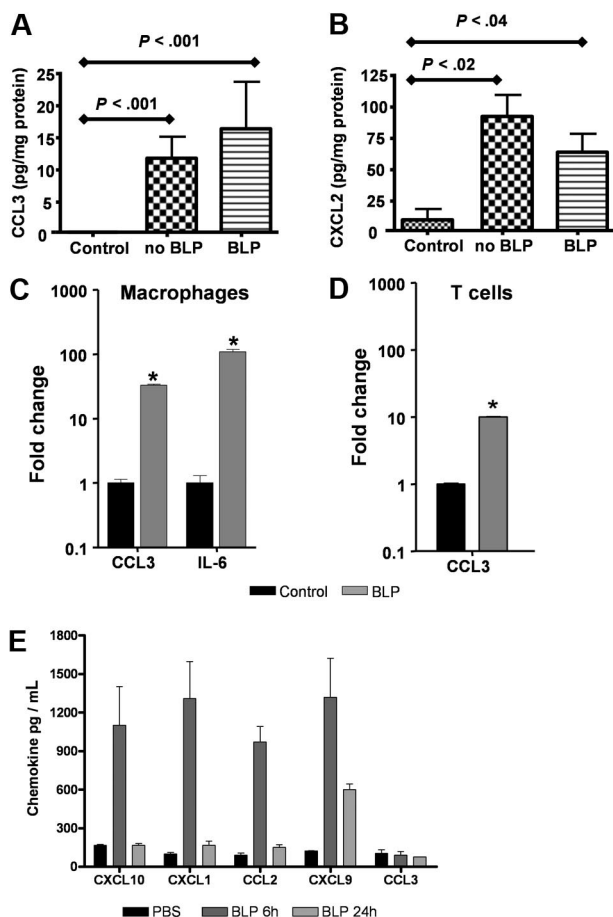 A
P < .001
P < .001
CCL3 (pg/mg protein)
25
20
15
10
5
0
Control no BLP BLP
B
P < .04
P < .02
CXCL2 (pg/mg protein)
125
100
75
50
25
0
Control no BLP BLP
C
Macrophages
Fold change
1000
100
10
1
0.1
* *
CCL3 IL-6
D
T cells
Fold change
1000
100
10
1
0.1
*
CCL3
Control BLP
E
Chemokine pg / mL
1800
1500
1200
900
600
300
0
CXCL10 CXCL1 CCL2 CXCL9 CCL3
PBS BLP 6h BLP 24h